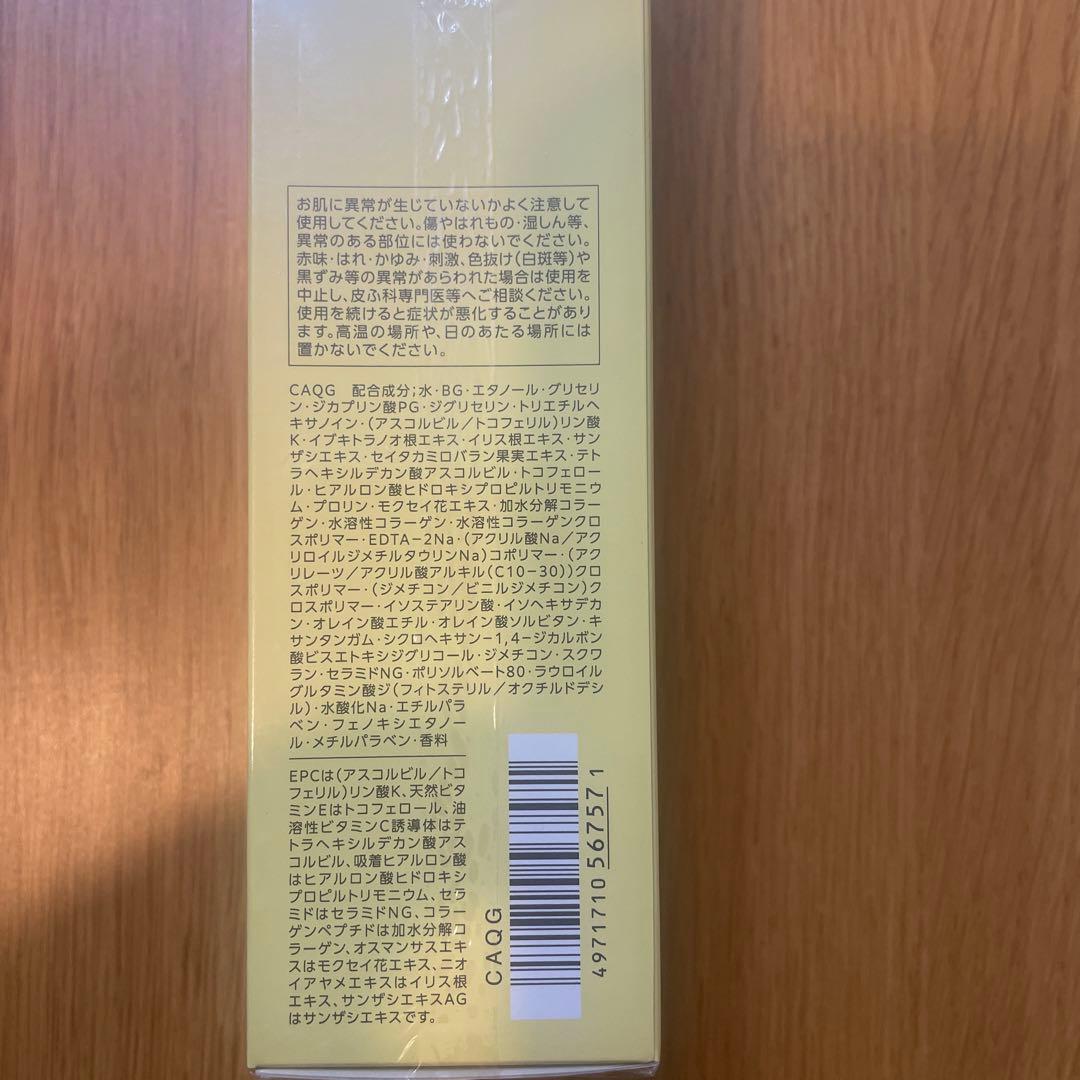 お肌に異常が生じていないかよく注意して
使用してください。傷やはれもの・湿しん等、
異常のある部位には使わないでください。
赤味・はれ・かゆみ・刺激、色抜け(白斑等)や
黒ずみ等の異常があらわれた場合は使用を
中止し、皮ふ科専門医等へご相談ください。
使用を続けると症状が悪化することがあり
ます。高温の場所や、日のあたる場所には
置かないでください。
CAQG 配合成分;水・BG・エタノール・グリセリ
ン・ジカプリン酸PG・ジグリセリン・トリエチルヘ
キサノイン・(アスコルビル/トコフェリル)リン酸
K・イブキトラノオ根エキス・イリス根エキス・サン
ザシエキス・セイタカミロバラン果実エキス・テト
ラヘキシルデカン酸アスコルビル・トコフェロー
ル・ヒアルロン酸ヒドロキシプロピルトリモニウ
ム・プロリン・モクセイ花エキス・加水分解コラー
ゲン・水溶性コラーゲン・水溶性コラーゲンクロ
スポリマー・EDTA-2Na・(アクリル酸Na/アク
リロイルジメチルタウリンNa)コポリマー・(アク
リレーツ/アクリル酸アルキル(C10-30))クロ
スポリマー・(ジメチコン/ビニルジメチコン)ク
ロスポリマー・イソステアリン酸・イソヘキサデカ
ン・オレイン酸エチル・オレイン酸ソルビタン・キ
サンタンガム・シクロヘキサン-1,4-ジカルボン
酸ビスエトキシジグリコール・ジメチコン・スクワ
ラン・セラミドNG・ポリソルベート80・ラウロイル
グルタミン酸ジ(フィトステリル/オクチルドデシ
ル)・水酸化Na・エチルパラ
ベン・フェノキシエタノー
ル・メチルパラベン・香料
EPCは(アスコルビル/トコ
フェリル)リン酸K、天然ビタ
ミンEはトコフェロール、油
溶性ビタミンC誘導体はテ
トラヘキシルデカン酸アス
コルビル、吸着ヒアルロン酸
はヒアルロン酸ヒドロキシ
プロピルトリモニウム、セラ
ミドはセラミドNG、コラー
ゲンペプチドは加水分解コ
ラーゲン、オスマンサスエキ
スはモクセイ花エキス、ニオ
イアヤメエキスはイリス根
エキス、サンザシエキスAG
はサンザシエキスです。
CAQG
4971710567571